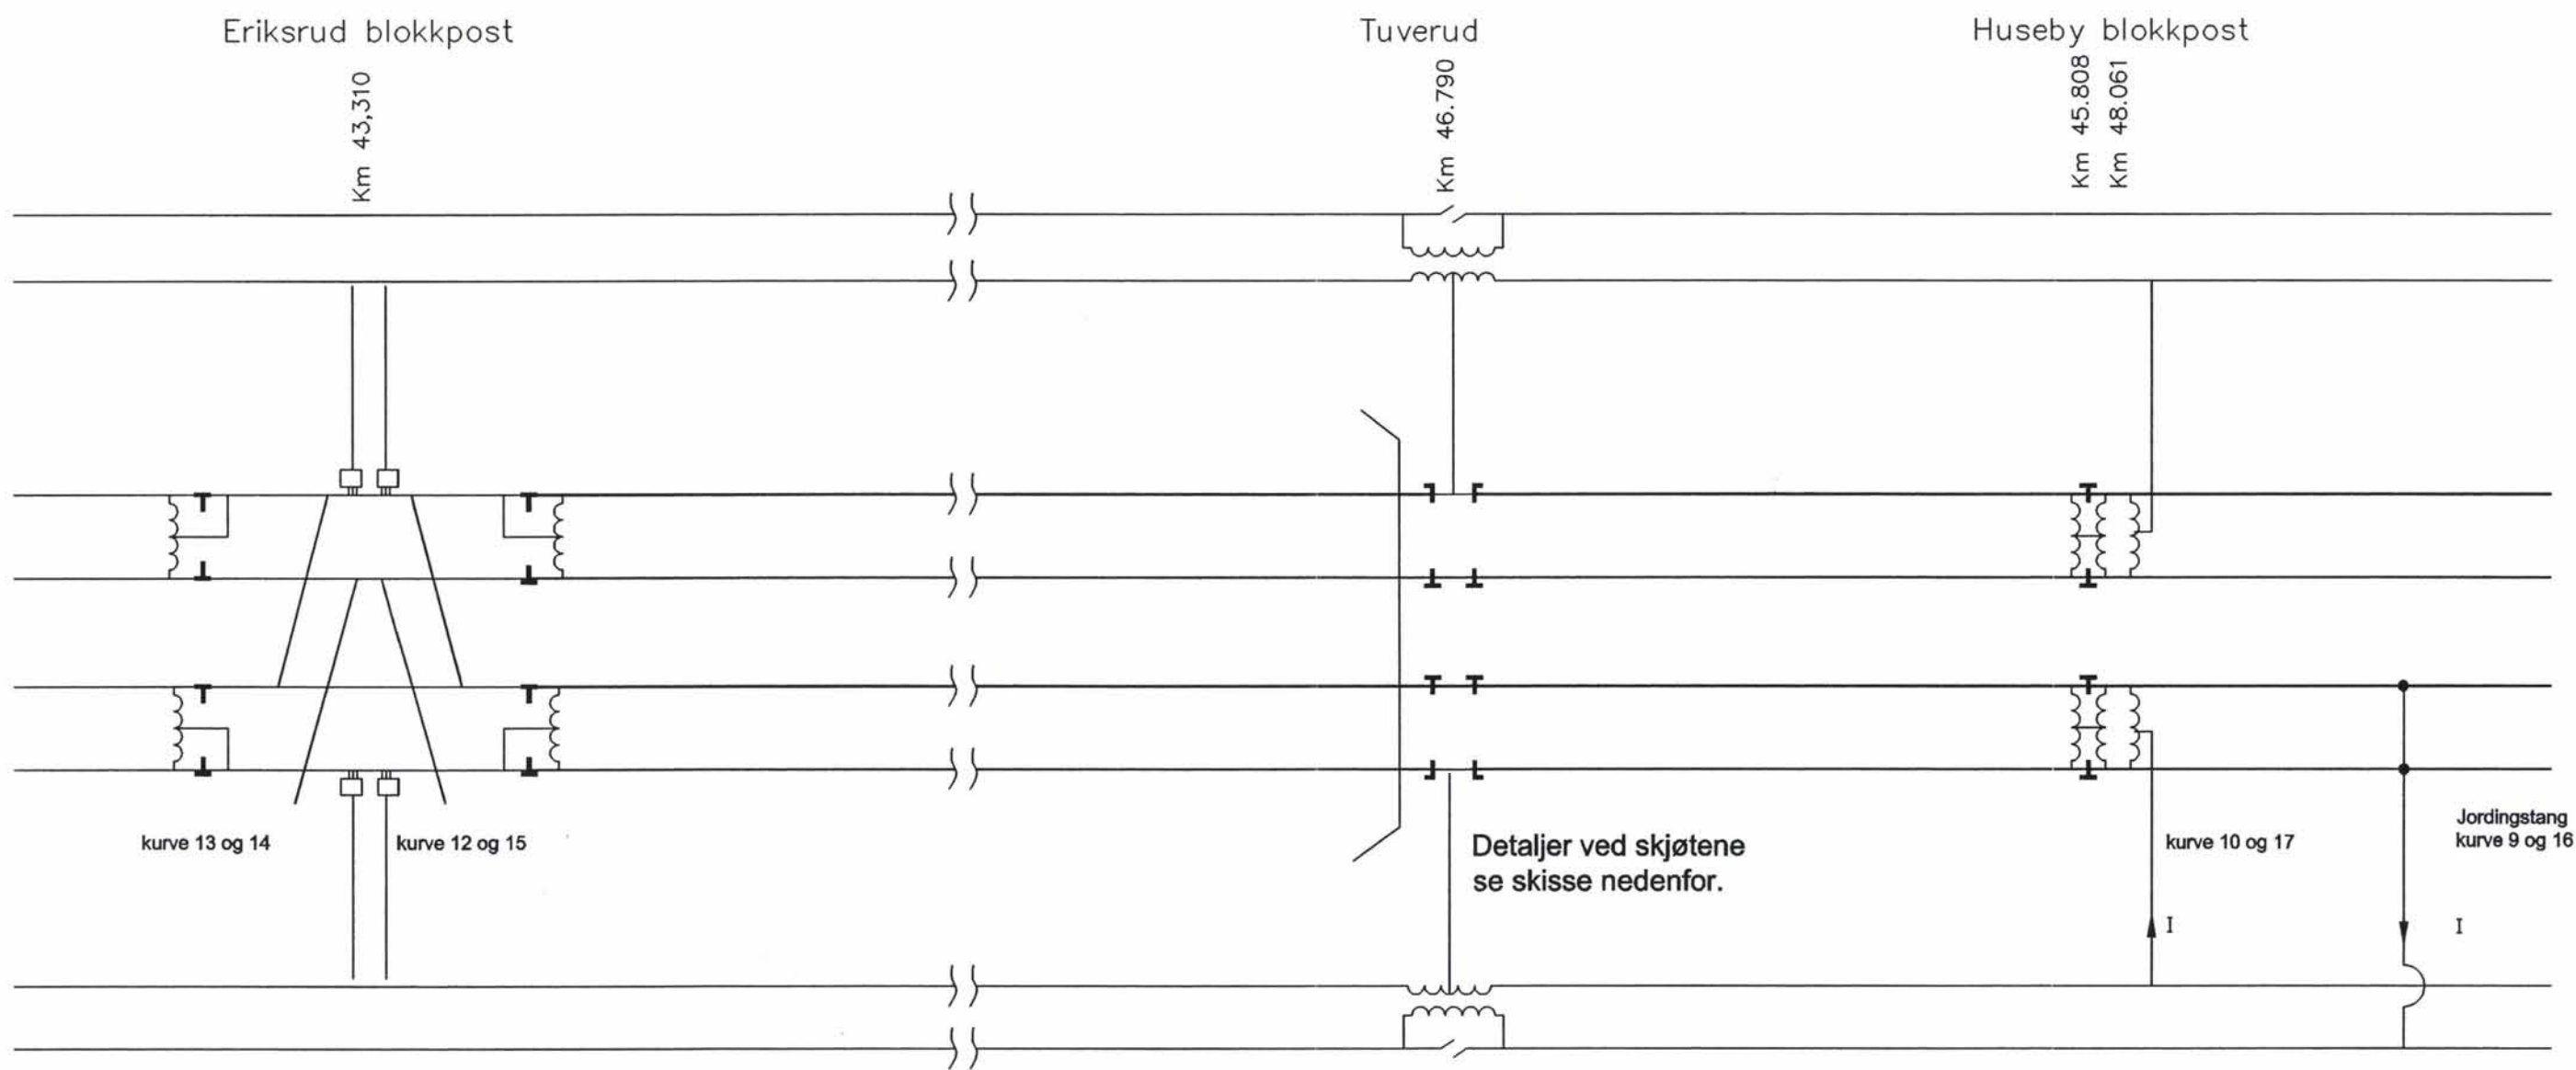 Eriksrud blokkpost
Tuverud
Huseby blokkpost
Km 43,310
Km 46.790
Km 45.808
Km 48.061
kurve 13 og 14
kurve 12 og 15
Detaljer ved skjøtene
se skisse nedenfor.
kurve 10 og 17
Jordingstang
kurve 9 og 16
I
I